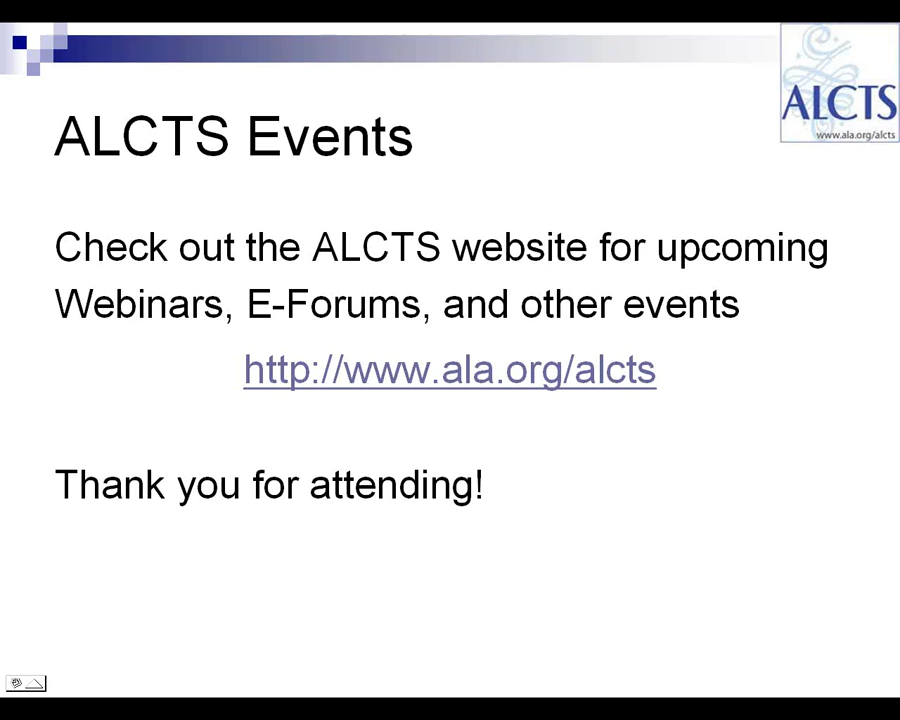 ALCTS
www.ala.org/alcts
ALCTS Events
Check out the ALCTS website for upcoming
Webinars, E-Forums, and other events
http://www.ala.org/alcts
Thank you for attending!